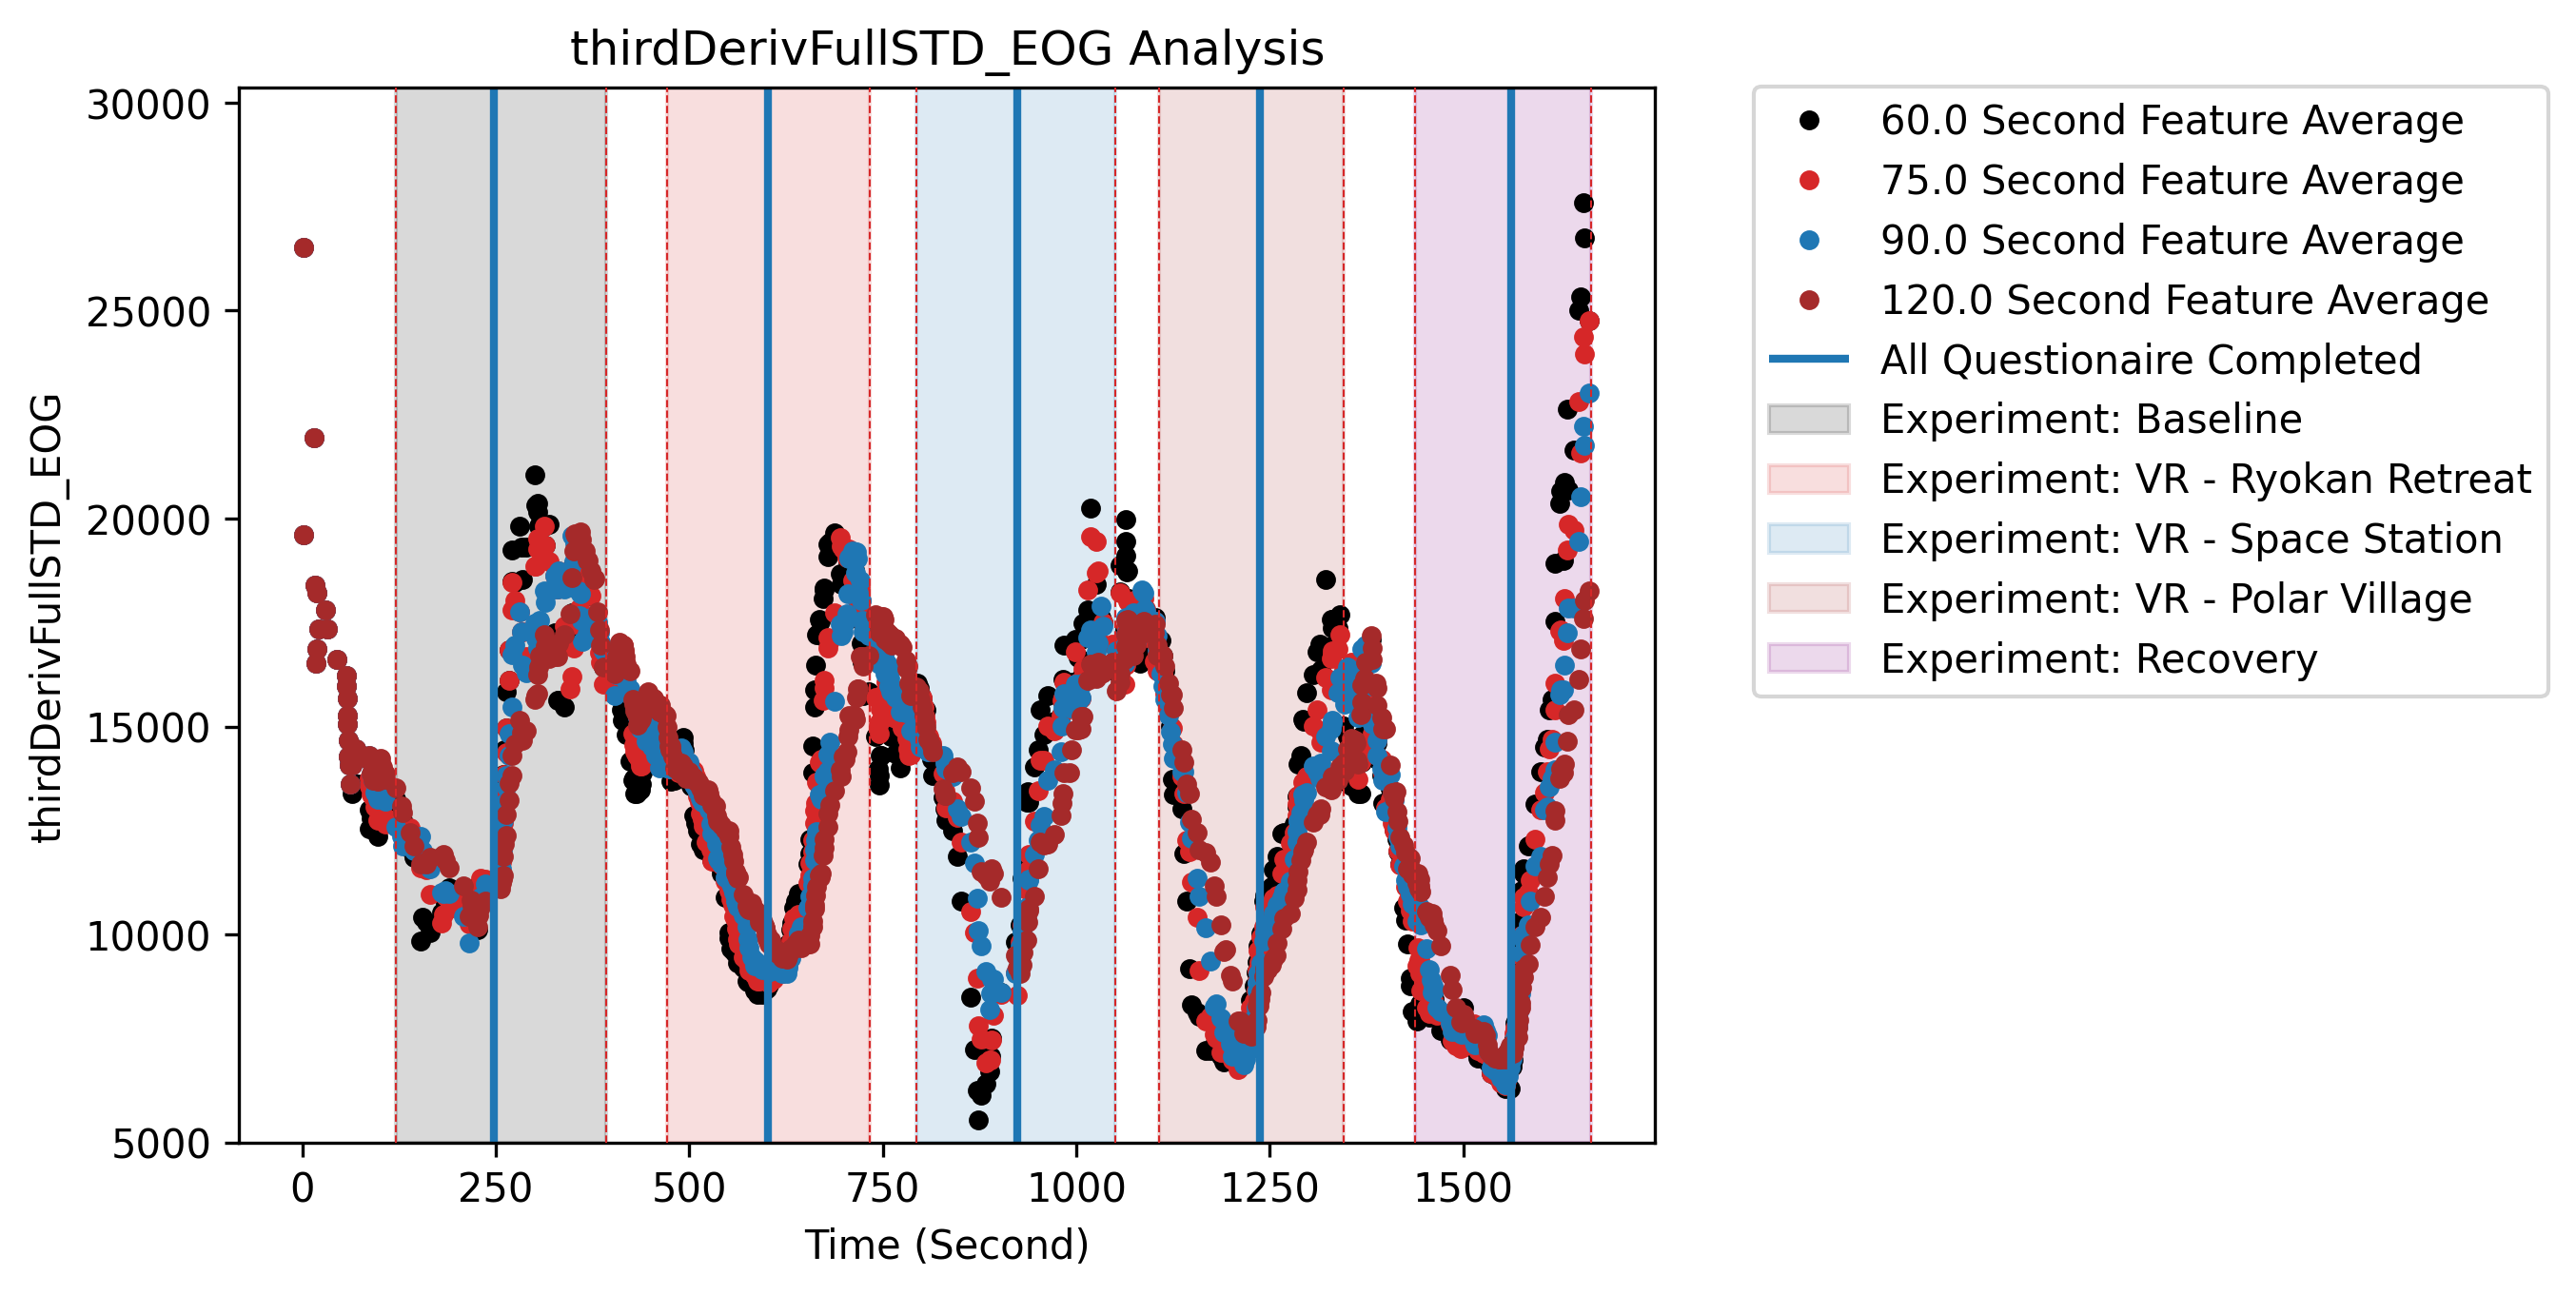 thirdDerivFullSTD_EOG Analysis
thirdDerivFullSTD_EOG
30000
25000
20000
15000
10000
5000
0
250
500
750
1000
1250
1500
Time (Second)
60.0 Second Feature Average
75.0 Second Feature Average
90.0 Second Feature Average
120.0 Second Feature Average
All Questionaire Completed
Experiment: Baseline
Experiment: VR - Ryokan Retreat
Experiment: VR - Space Station
Experiment: VR - Polar Village
Experiment: Recovery